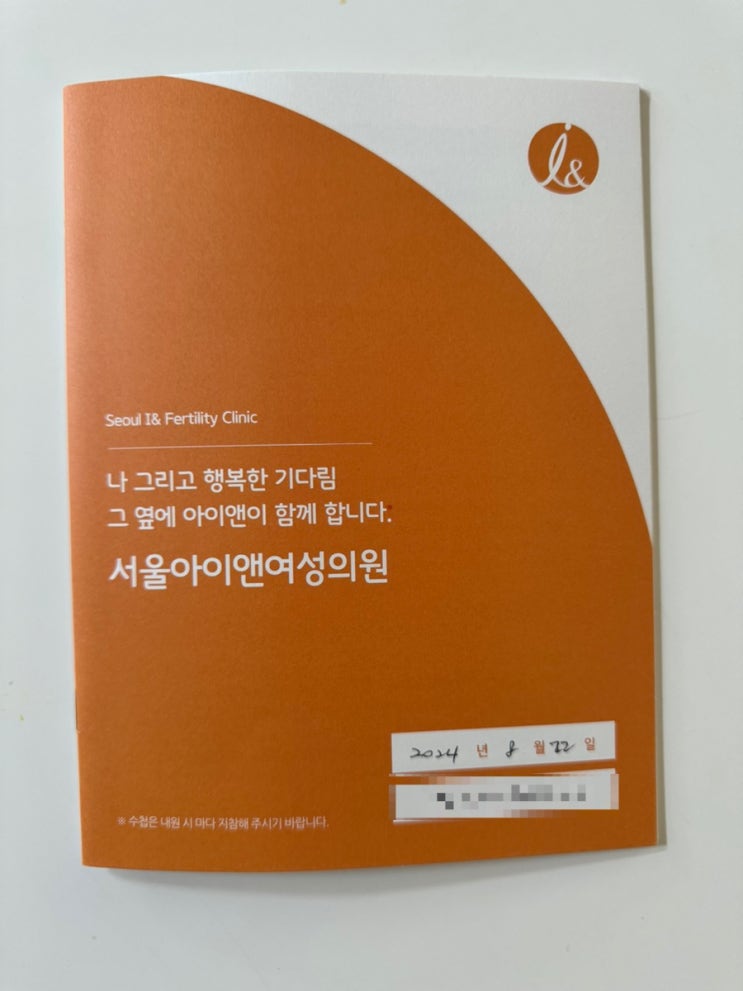 i&
Seoul I& Fertility Clinic
나 그리고 행복한 기다림
그 옆에 아이앤이 함께 합니다.
서울아이앤여성의원
2024 년 8 월 22 일
※ 수첩은 내원 시 마다 지참해 주시기 바랍니다.